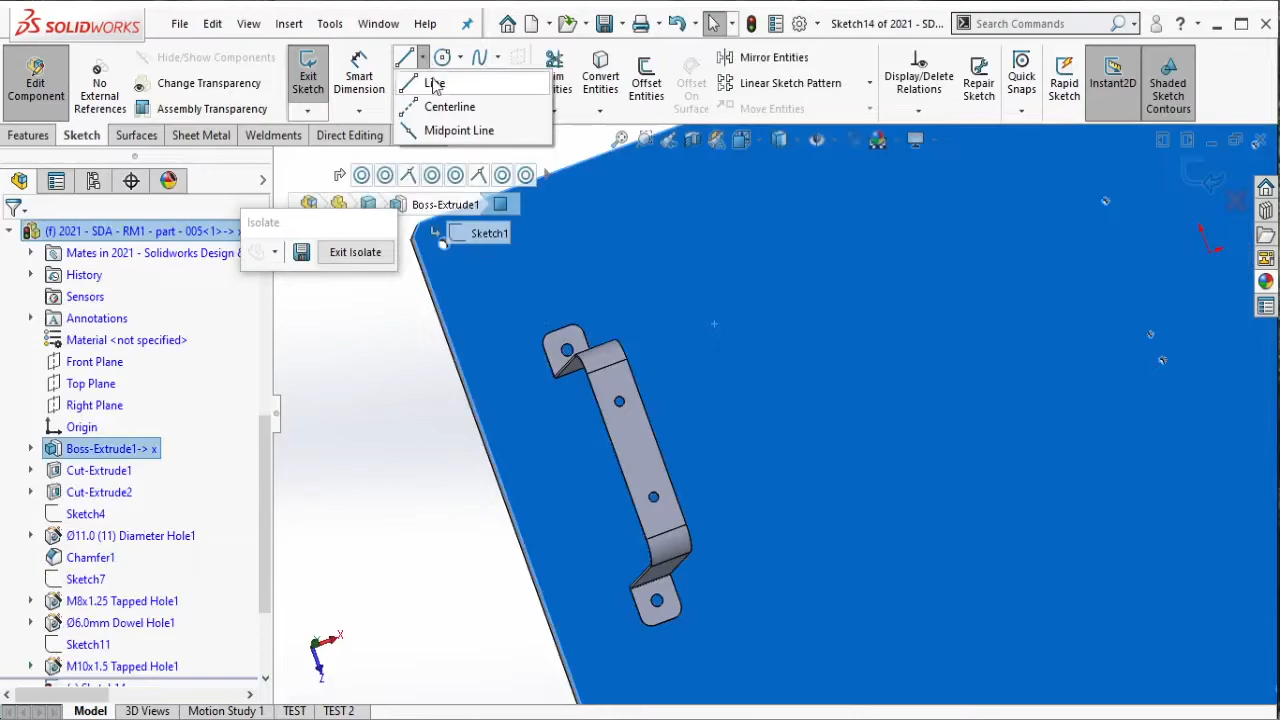 SOLIDWORKS
File Edit View Insert Tools Window Help
Sketch14 of 2021 - SD...
Search Commands
?
Edit Component
No External References
Hide/Show Components
Change Transparency
Assembly Transparency
Exit Sketch
Smart Dimension
Convert Entities
Offset Entities
On Surface
Mirror Entities
Linear Sketch Pattern
Move Entities
Display/Delete Relations
Repair Sketch
Quick Snaps
Rapid Sketch
Instant2D
Shaded Sketch Contours
Line
Centerline
Midpoint Line
Features Sketch Surfaces Sheet Metal Weldments Direct Editing
Boss-Extrude1
Sketch1
Isolate
Exit Isolate
(f) 2021 - SDA - RM1 - part - 005<1>->
Mates in 2021 - Solidworks Design &
History
Sensors
Annotations
Material <not specified>
Front Plane
Top Plane
Right Plane
Origin
Boss-Extrude1-> x
Cut-Extrude1
Cut-Extrude2
Sketch4
Ø11.0 (11) Diameter Hole1
Chamfer1
Sketch7
M8x1.25 Tapped Hole1
Ø6.0mm Dowel Hole1
Sketch11
M10x1.5 Tapped Hole1
X
Y
Z
Model 3D Views Motion Study 1 TEST TEST 2